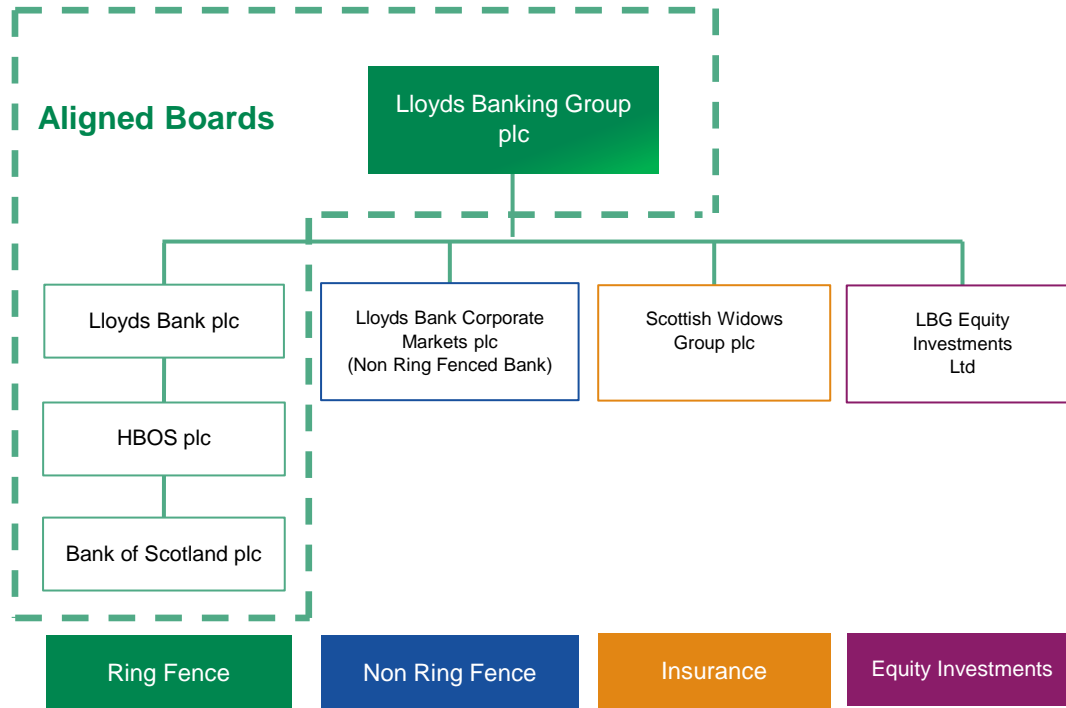 Aligned Boards
Lloyds Banking Group
plc
Lloyds Bank plc
HBOS plc
Bank of Scotland plc
Lloyds Bank Corporate
Markets plc
(Non Ring Fenced Bank)
Scottish Widows
Group plc
LBG Equity
Investments
Ltd
Ring Fence
Non Ring Fence
Insurance
Equity Investments